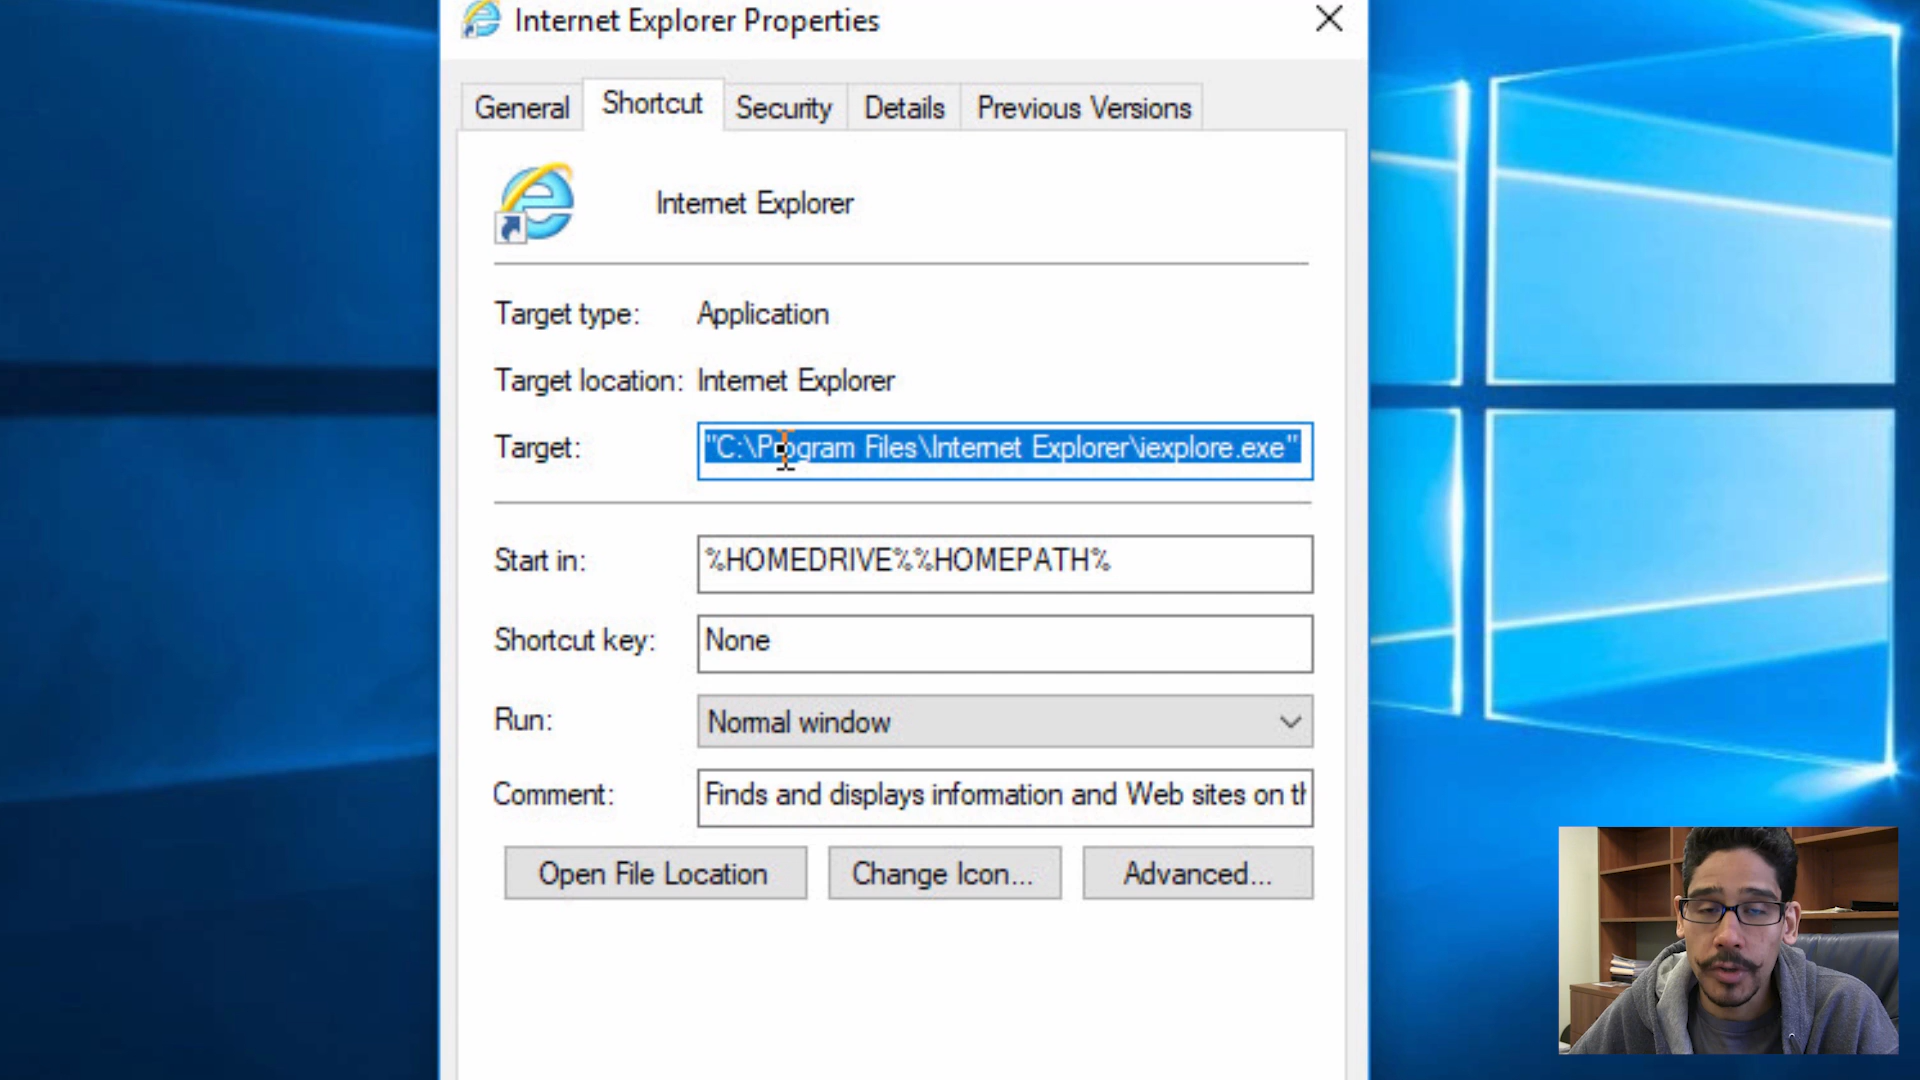 Internet Explorer Properties
General Shortcut Security Details Previous Versions
Internet Explorer
Target type: Application
Target location: Internet Explorer
Target: "C:\Program Files\Internet Explorer\iexplore.exe"
Start in: %HOMEDRIVE%%HOMEPATH%
Shortcut key: None
Run: Normal window
Comment: Finds and displays information and Web sites on th
Open File Location Change Icon... Advanced...